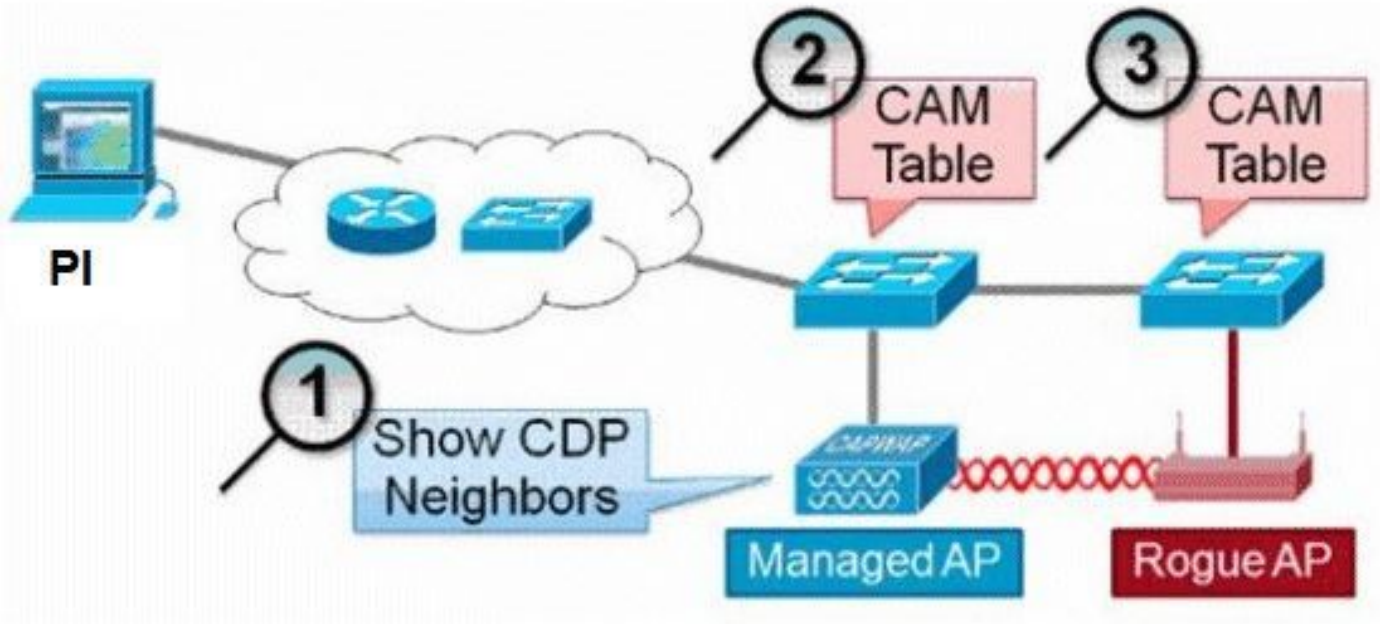 2
CAM
Table
3
CAM
Table
PI
1
Show CDP
Neighbors
CAPWAP
Managed AP
Rogue AP